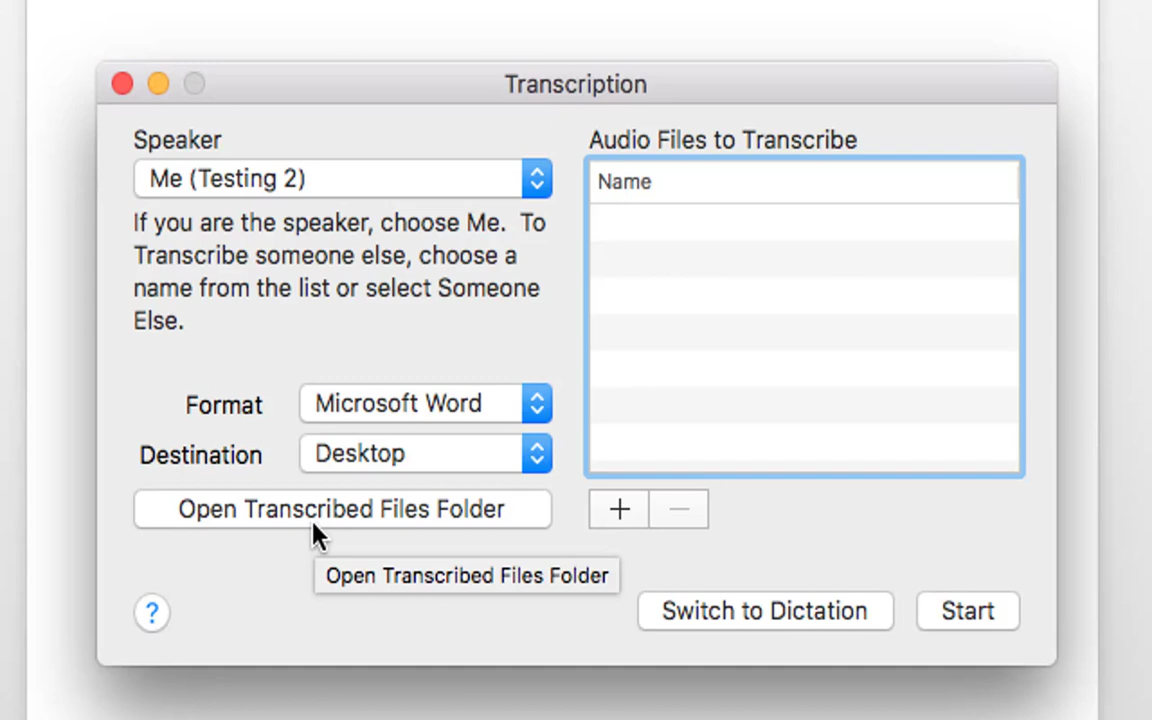 Transcription
Speaker
Me (Testing 2)
If you are the speaker, choose Me.  To
Transcribe someone else, choose a
name from the list or select Someone
Else.
Format
Microsoft Word
Destination
Desktop
Open Transcribed Files Folder
Open Transcribed Files Folder
?
Audio Files to Transcribe
Name
+ −
Switch to Dictation
Start